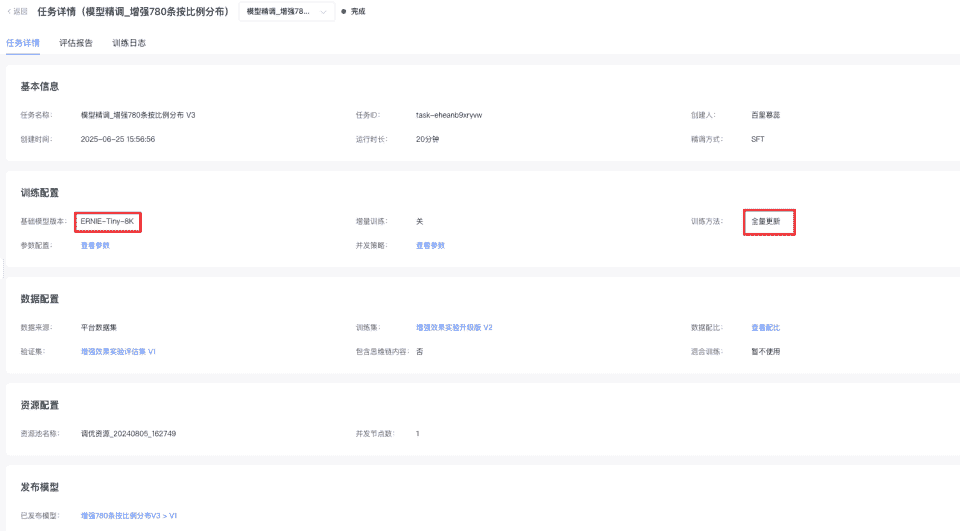 返回 任务详情（模型精调_增强780条按比例分布） 模型精调_增强78... 完成
任务详情 评估报告 训练日志
基本信息
任务名称: 模型精调_增强780条按比例分布 V3 任务ID: task-eheanb9xryvw 创建人: 百里慕蕊
创建时间: 2025-06-25 15:56:56 运行时长: 20分钟 精调方式: SFT
训练配置
基础模型版本: ERNIE-Tiny-8K 增量训练: 关 训练方法: 全量更新
参数配置: 查看参数 并发策略: 查看参数
数据配置
数据来源: 平台数据集 训练集: 增强效果实验升级版 V2 数据配比: 查看配比
验证集: 增强效果实验评估集 V1 包含思维链内容: 否 混合训练: 暂不使用
资源配置
资源池名称: 调优资源_20240805_162749 并发节点数: 1
发布模型
已发布模型: 增强780条按比例分布V3 > V1